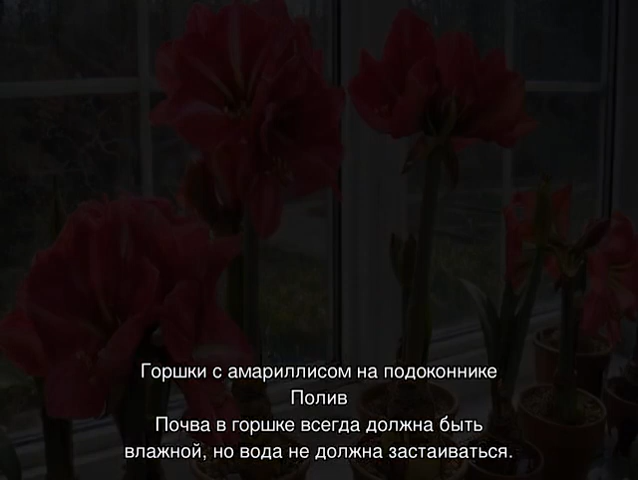 Горшки с амариллисом на подоконнике
Полив
Почва в горшке всегда должна быть
влажной, но вода не должна застаиваться.